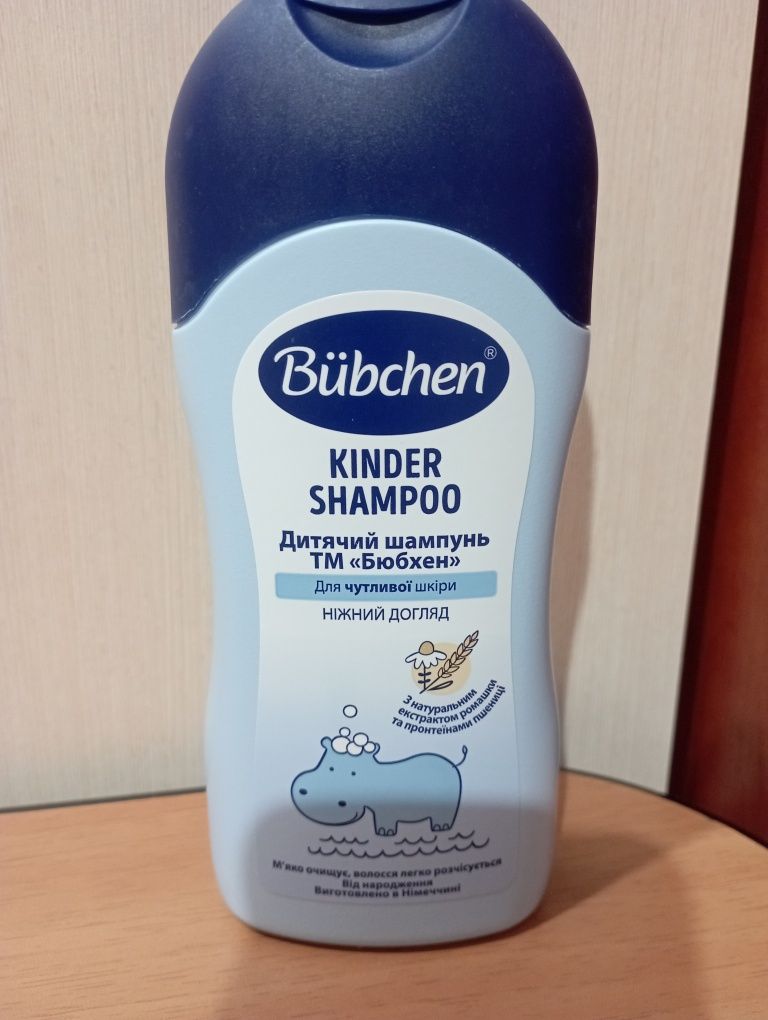 Bübchen®
KINDER
SHAMPOO
Дитячий шампунь
ТМ «Бюбхен»
Для чутливої шкіри
НІЖНИЙ ДОГЛЯД
З натуральним
екстрактом ромашки
та пронтеїнами пшениці
М'яко очищує, волосся легко розчісується
Від народження
Виготовлено в Німеччині